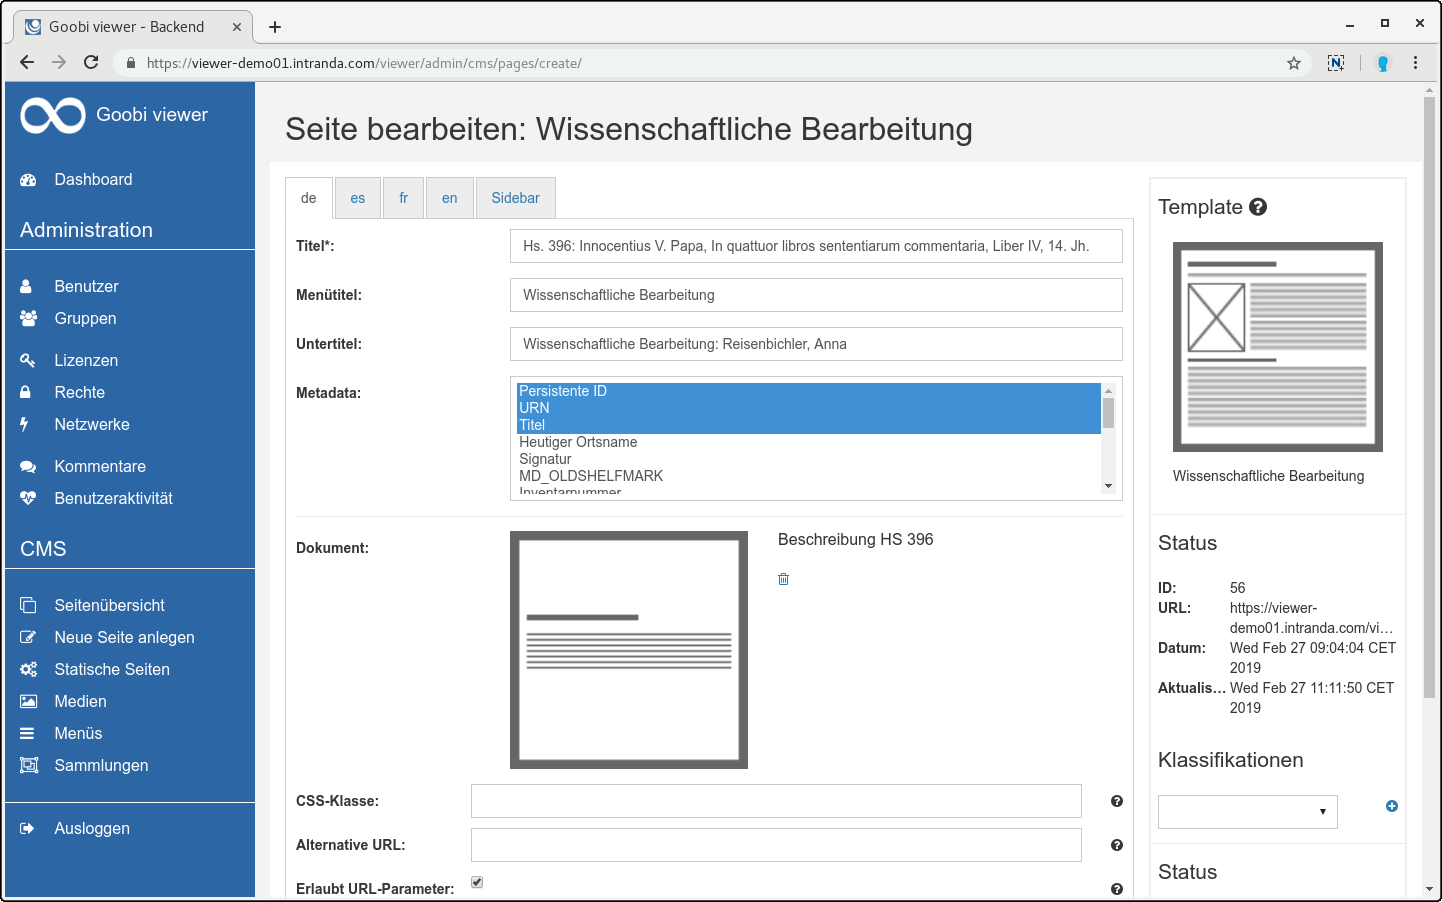 Goobi viewer - Backend
https://viewer-demo01.intranda.com/viewer/admin/cms/pages/create/
Goobi viewer
Dashboard
Administration
Benutzer
Gruppen
Lizenzen
Rechte
Netzwerke
Kommentare
Benutzeraktivität
CMS
Seitenübersicht
Neue Seite anlegen
Statische Seiten
Medien
Menüs
Sammlungen
Ausloggen
Seite bearbeiten: Wissenschaftliche Bearbeitung
de es fr en Sidebar
Titel*: Hs. 396: Innocentius V. Papa, In quattuor libros sententiarum commentaria, Liber IV, 14. Jh.
Menütitel: Wissenschaftliche Bearbeitung
Untertitel: Wissenschaftliche Bearbeitung: Reisenbichler, Anna
Metadata: Persistente ID
URN
Titel
Heutiger Ortsname
Signatur
MD_OLDSHELFMARK
Inventarnummer
Dokument: Beschreibung HS 396
CSS-Klasse:
Alternative URL:
Erlaubt URL-Parameter:
Template
Wissenschaftliche Bearbeitung
Status
ID: 56
URL: https://viewer-
demo01.intranda.com/vi...
Datum: Wed Feb 27 09:04:04 CET
2019
Aktualis... Wed Feb 27 11:11:50 CET
2019
Klassifikationen
Status